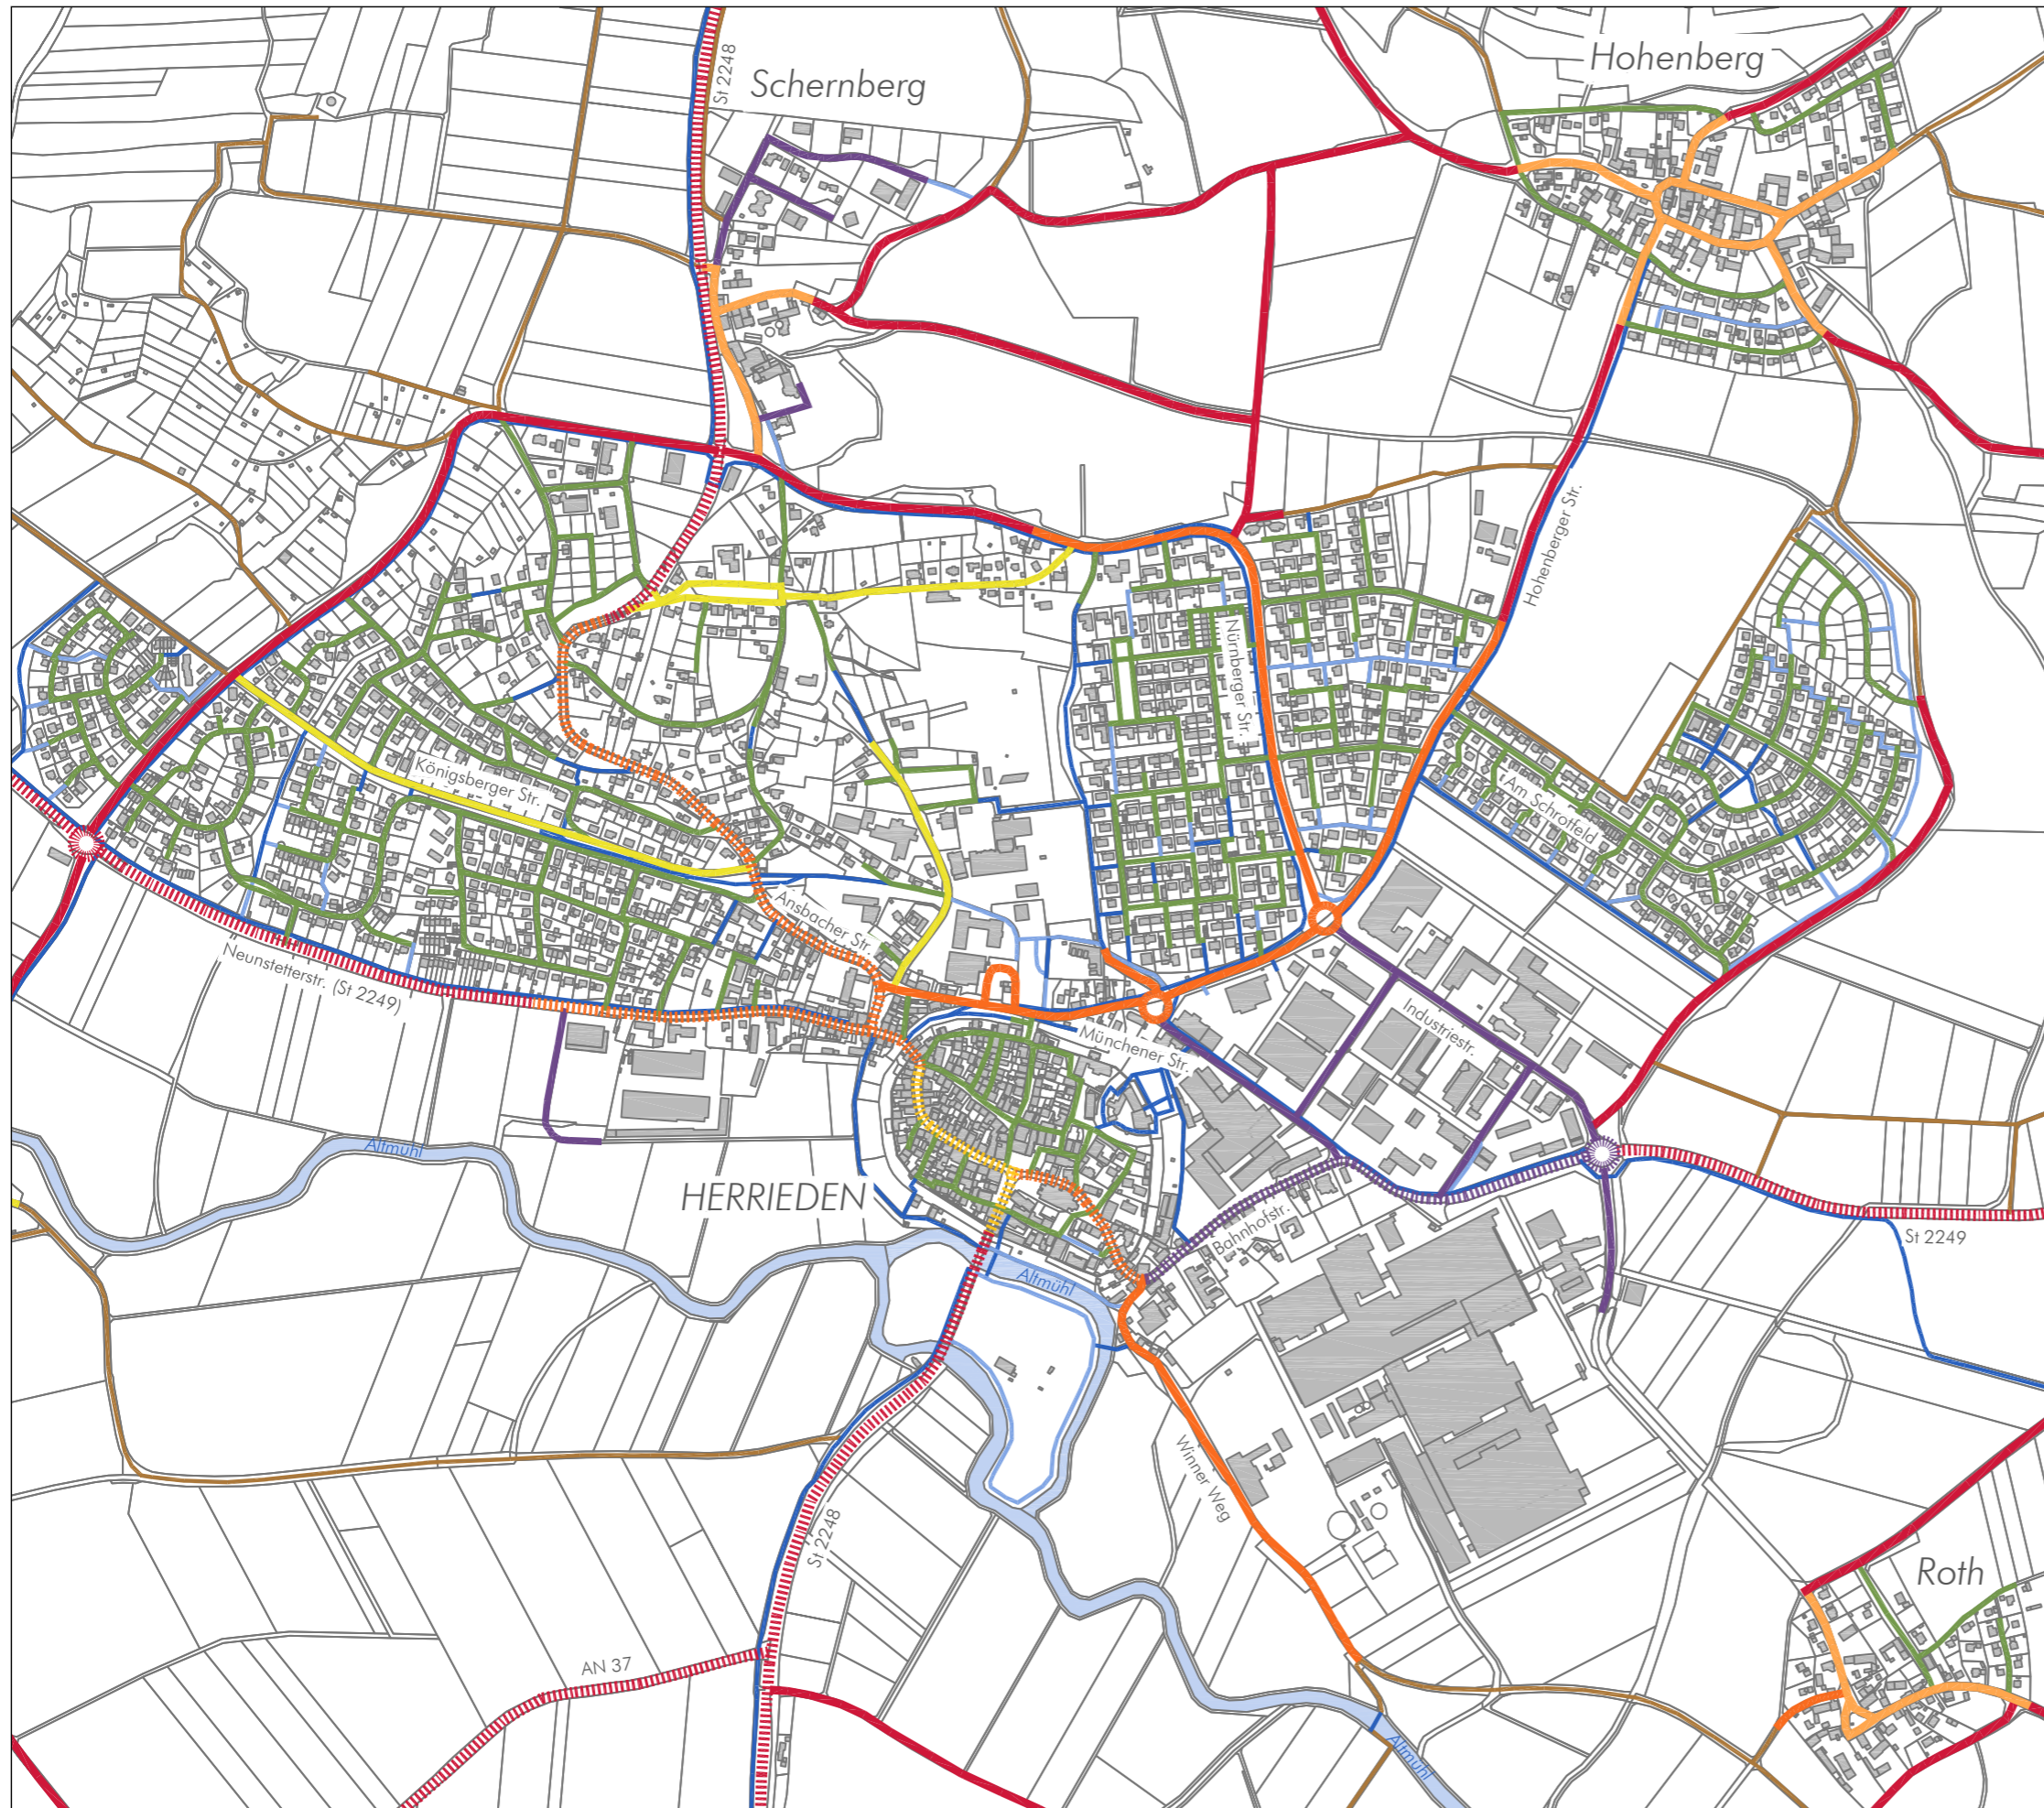 Hohenberg
St 2248
Schernberg
Hohenberger Str.
Nürnberger Str.
Königsberger Str.
Am Schrotfeld
Ansbacher Str.
Neunstetterstr. (St 2249)
Industriestr.
Münchener Str.
Altmühl
HERRIEDEN
Bahnhofstr.
St 2249
Altmühl
Winner Weg
St 2248
Roth
AN 37
Altmühl